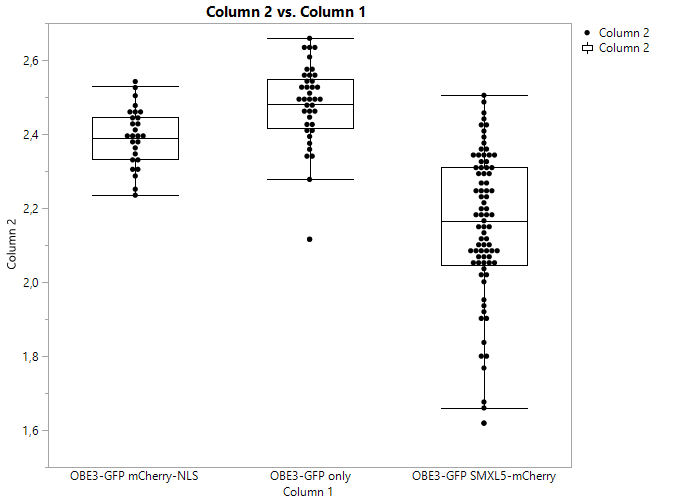 Column 2 vs. Column 1
Column 2
Column 2
2,6
2,4
2,2
2,0
1,8
1,6
Column 2
OBE3-GFP mCherry-NLS
OBE3-GFP only
OBE3-GFP SMXL5-mCherry
Column 1